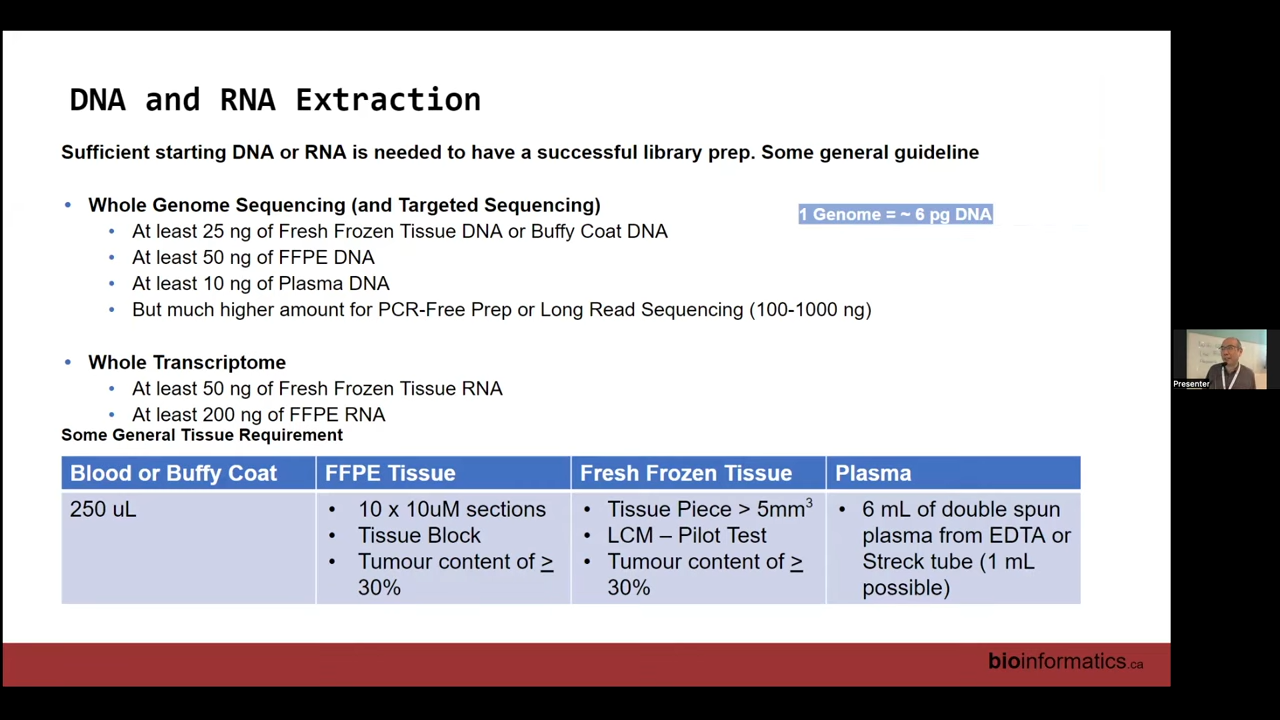 DNA and RNA Extraction
Sufficient starting DNA or RNA is needed to have a successful library prep. Some general guideline
• Whole Genome Sequencing (and Targeted Sequencing)
1 Genome = ~ 6 pg DNA
• At least 25 ng of Fresh Frozen Tissue DNA or Buffy Coat DNA
• At least 50 ng of FFPE DNA
• At least 10 ng of Plasma DNA
• But much higher amount for PCR-Free Prep or Long Read Sequencing (100-1000 ng)
• Whole Transcriptome
• At least 50 ng of Fresh Frozen Tissue RNA
• At least 200 ng of FFPE RNA
Some General Tissue Requirement
Blood or Buffy Coat
FFPE Tissue
Fresh Frozen Tissue
Plasma
250 uL
• 10 x 10uM sections
• Tissue Block
• Tumour content of ≥
30%
• Tissue Piece > 5mm³
• LCM – Pilot Test
• Tumour content of ≥
30%
• 6 mL of double spun
plasma from EDTA or
Streck tube (1 mL
possible)
bioinformatics.ca
Presenter